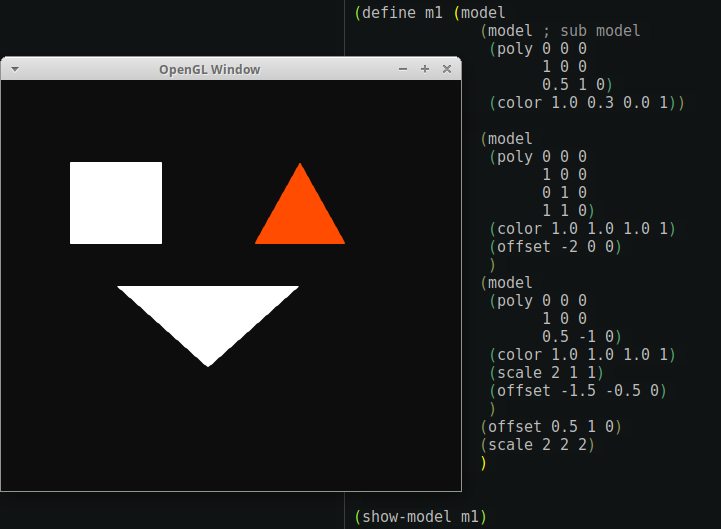 (define m1 (model
(model ; sub model
(poly 0 0 0
1 0 0
0.5 1 0)
(color 1.0 0.3 0.0 1))
OpenGL Window
(model
(poly 0 0 0
1 0 0
0 1 0
1 1 0)
(color 1.0 1.0 1.0 1)
(offset -2 0 0)
)
(model
(poly 0 0 0
1 0 0
0.5 -1 0)
(color 1.0 1.0 1.0 1)
(scale 2 1 1)
(offset -1.5 -0.5 0)
)
(offset 0.5 1 0)
(scale 2 2 2)
)
(show-model m1)